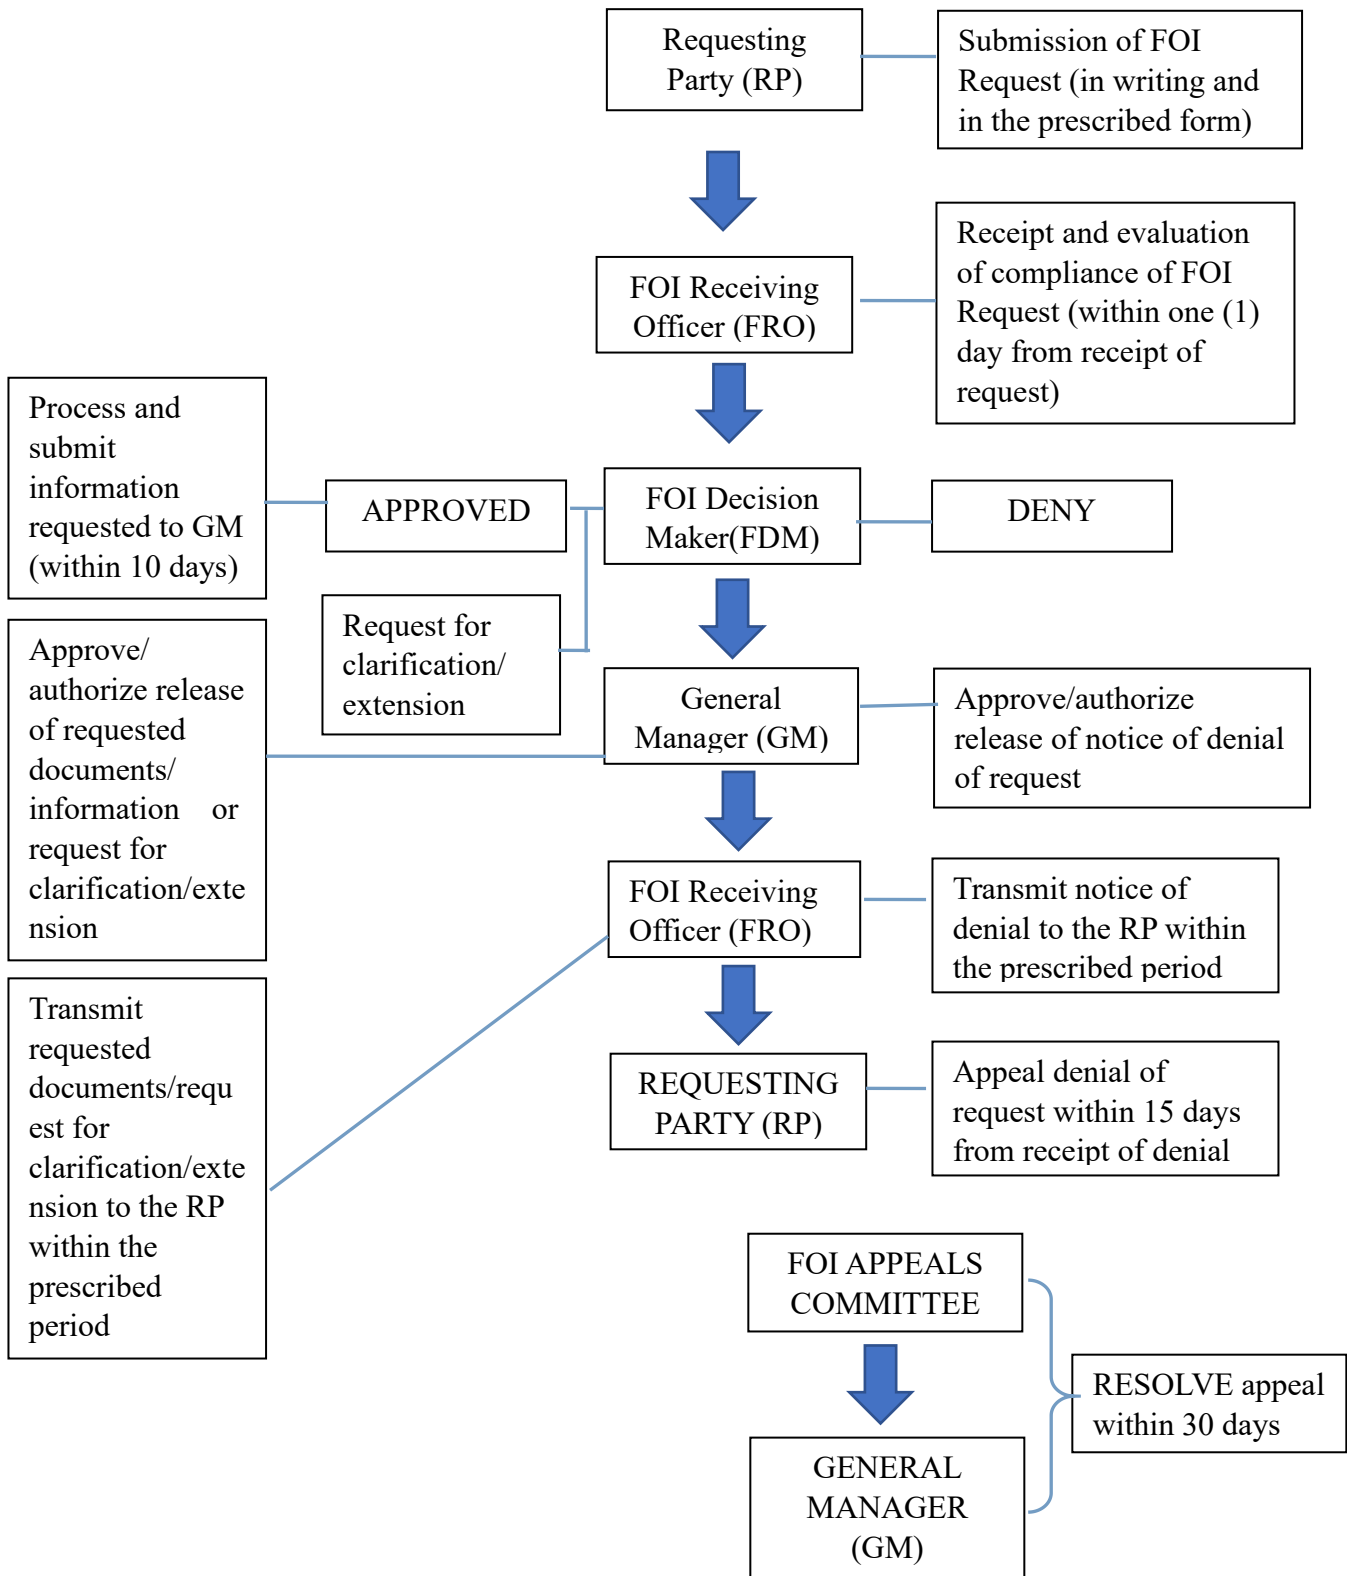 Requesting
Party (RP)
Submission of FOI
Request (in writing and
in the prescribed form)
FOI Receiving
Officer (FRO)
Receipt and evaluation
of compliance of FOI
Request (within one (1)
day from receipt of
request)
Process and
submit
information
requested to GM
(within 10 days)
APPROVED
FOI Decision
Maker(FDM)
DENY
Request for
clarification/
extension
Approve/
authorize release
of requested
documents/
information or
request for
clarification/exte
nsion
General
Manager (GM)
Approve/authorize
release of notice of denial
of request
FOI Receiving
Officer (FRO)
Transmit notice of
denial to the RP within
the prescribed period
Transmit
requested
documents/requ
est for
clarification/exte
nsion to the RP
within the
prescribed
period
REQUESTING
PARTY (RP)
Appeal denial of
request within 15 days
from receipt of denial
FOI APPEALS
COMMITTEE
RESOLVE appeal
within 30 days
GENERAL
MANAGER
(GM)